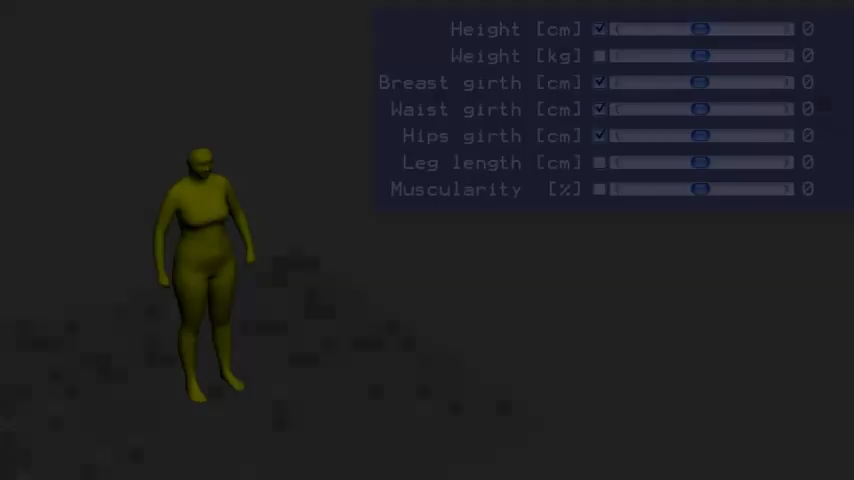 Height [cm] 0
Weight [kg] 0
Breast girth [cm] 0
Waist girth [cm] 0
Hips girth [cm] 0
Leg length [cm] 0
Muscularity [%] 0